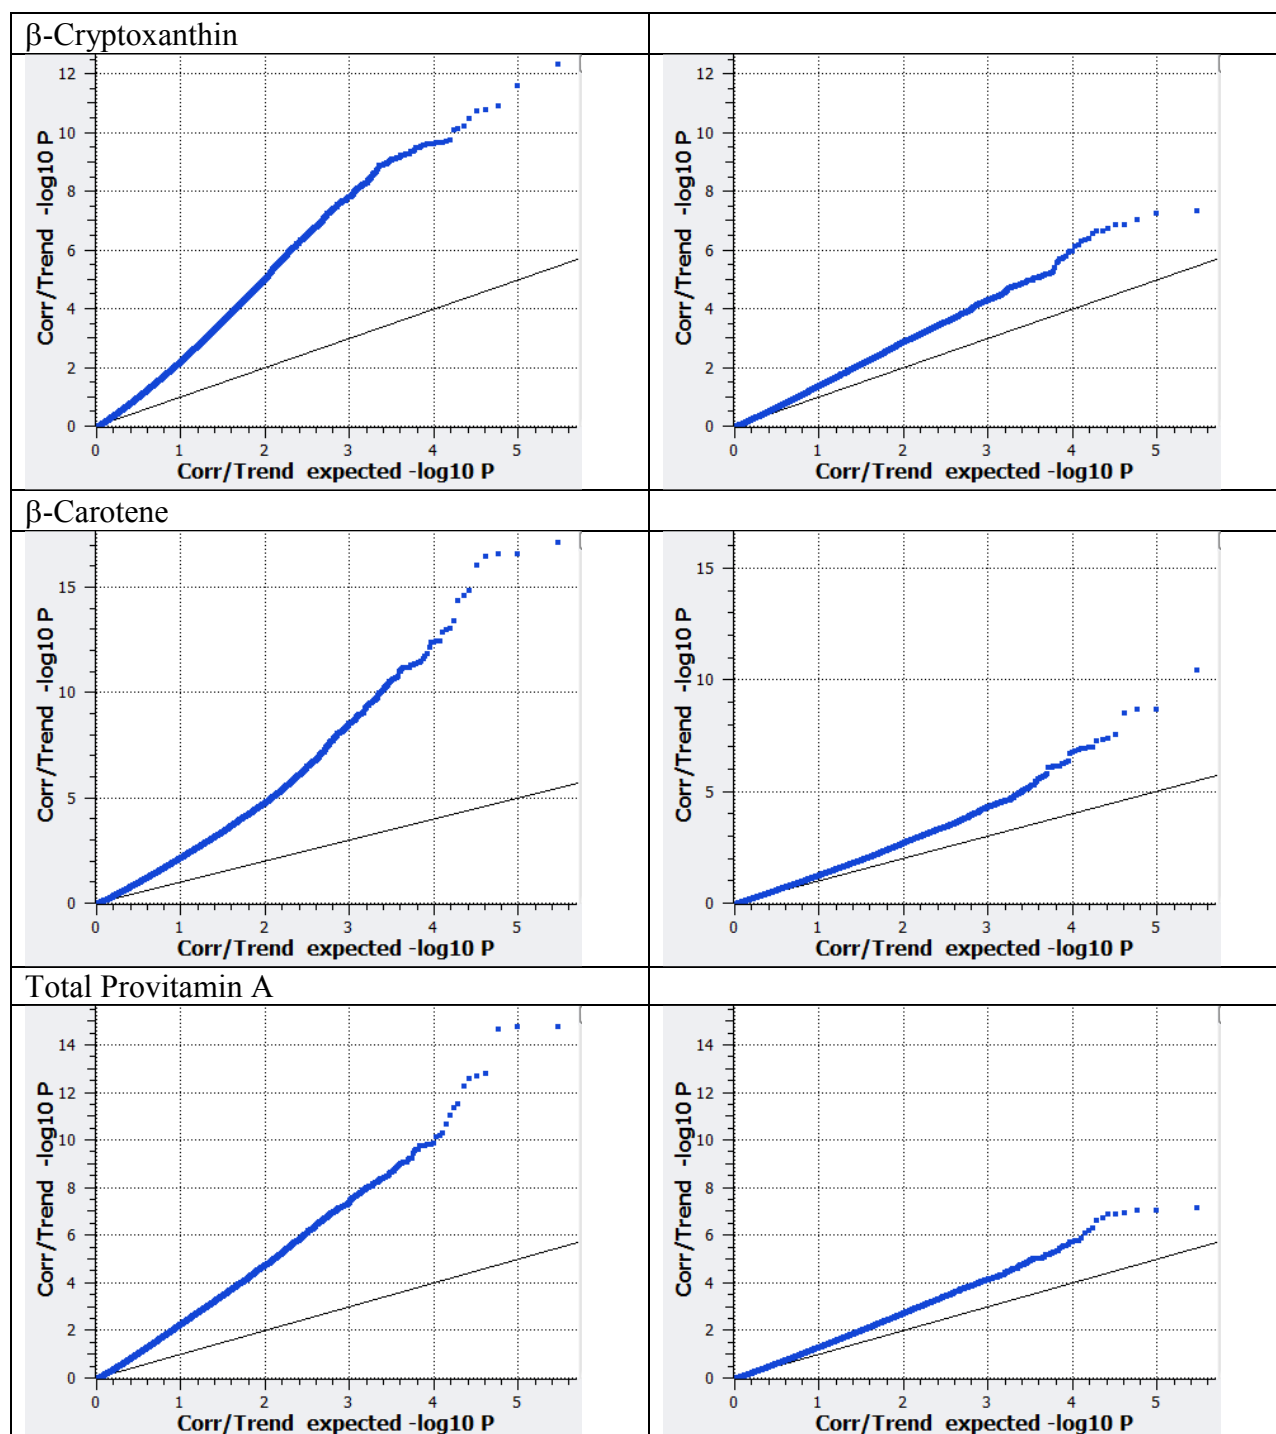 β-Cryptoxanthin
12
10
8
6
4
2
0
Corr/Trend -log10 P
0 1 2 3 4 5
Corr/Trend expected -log10 P
12
10
8
6
4
2
0
Corr/Trend -log10 P
0 1 2 3 4 5
Corr/Trend expected -log10 P
β-Carotene
15
10
5
0
Corr/Trend -log10 P
0 1 2 3 4 5
Corr/Trend expected -log10 P
15
10
5
0
Corr/Trend -log10 P
0 1 2 3 4 5
Corr/Trend expected -log10 P
Total Provitamin A
14
12
10
8
6
4
2
0
Corr/Trend -log10 P
0 1 2 3 4 5
Corr/Trend expected -log10 P
14
12
10
8
6
4
2
0
Corr/Trend -log10 P
0 1 2 3 4 5
Corr/Trend expected -log10 P